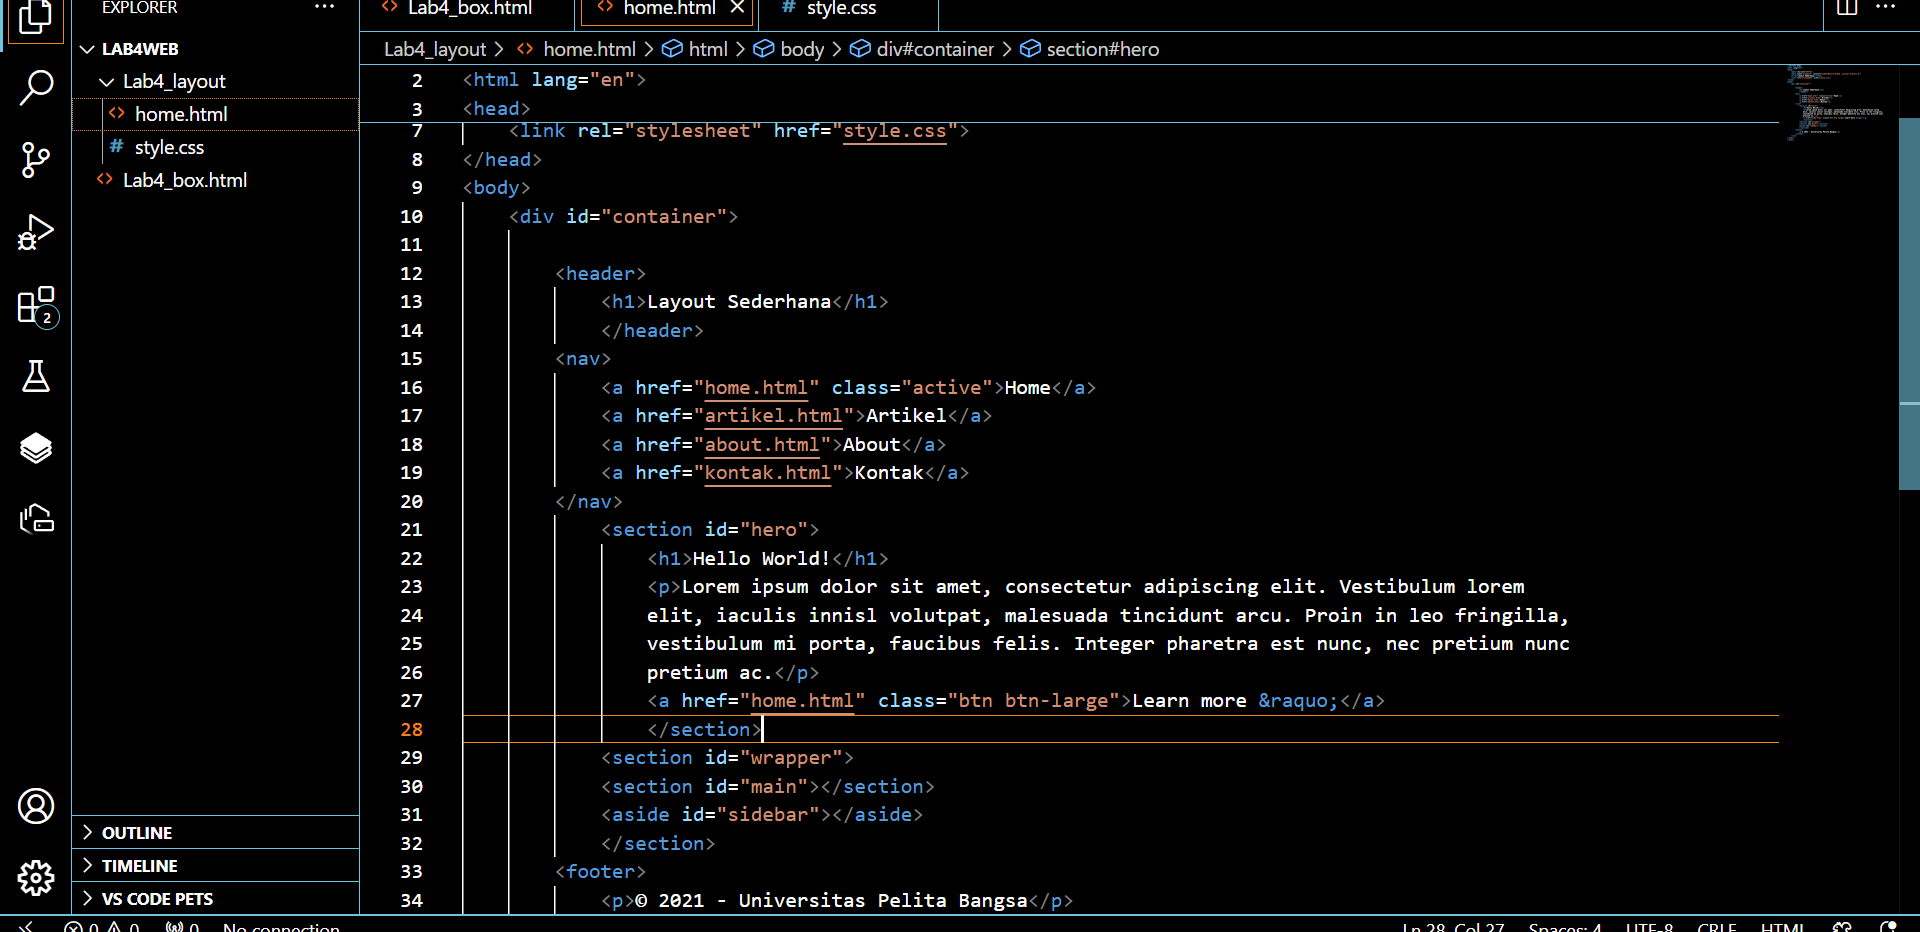 EXPLORER ···
LAB4WEB
Lab4_layout
home.html
# style.css
Lab4_box.html
2
OUTLINE
TIMELINE
VS CODE PETS
Lab4_box.html
home.html
# style.css
Lab4_layout > home.html > html > body > div#container > section#hero
2 <html lang="en">
3 <head>
7 <link rel="stylesheet" href="style.css">
8 </head>
9 <body>
10 <div id="container">
11
12 <header>
13 <h1>Layout Sederhana</h1>
14 </header>
15 <nav>
16 <a href="home.html" class="active">Home</a>
17 <a href="artikel.html">Artikel</a>
18 <a href="about.html">About</a>
19 <a href="kontak.html">Kontak</a>
20 </nav>
21 <section id="hero">
22 <h1>Hello World!</h1>
23 <p>Lorem ipsum dolor sit amet, consectetur adipiscing elit. Vestibulum lorem
24 elit, iaculis innisl volutpat, malesuada tincidunt arcu. Proin in leo fringilla,
25 vestibulum mi porta, faucibus felis. Integer pharetra est nunc, nec pretium nunc
26 pretium ac.</p>
27 <a href="home.html" class="btn btn-large">Learn more &raquo;</a>
28 </section>
29 <section id="wrapper">
30 <section id="main"></section>
31 <aside id="sidebar"></aside>
32 </section>
33 <footer>
34 <p>© 2021 - Universitas Pelita Bangsa</p>
0 0 0 No connection Ln 28, Col 27 Spaces: 4 UTF-8 CRLF HTML